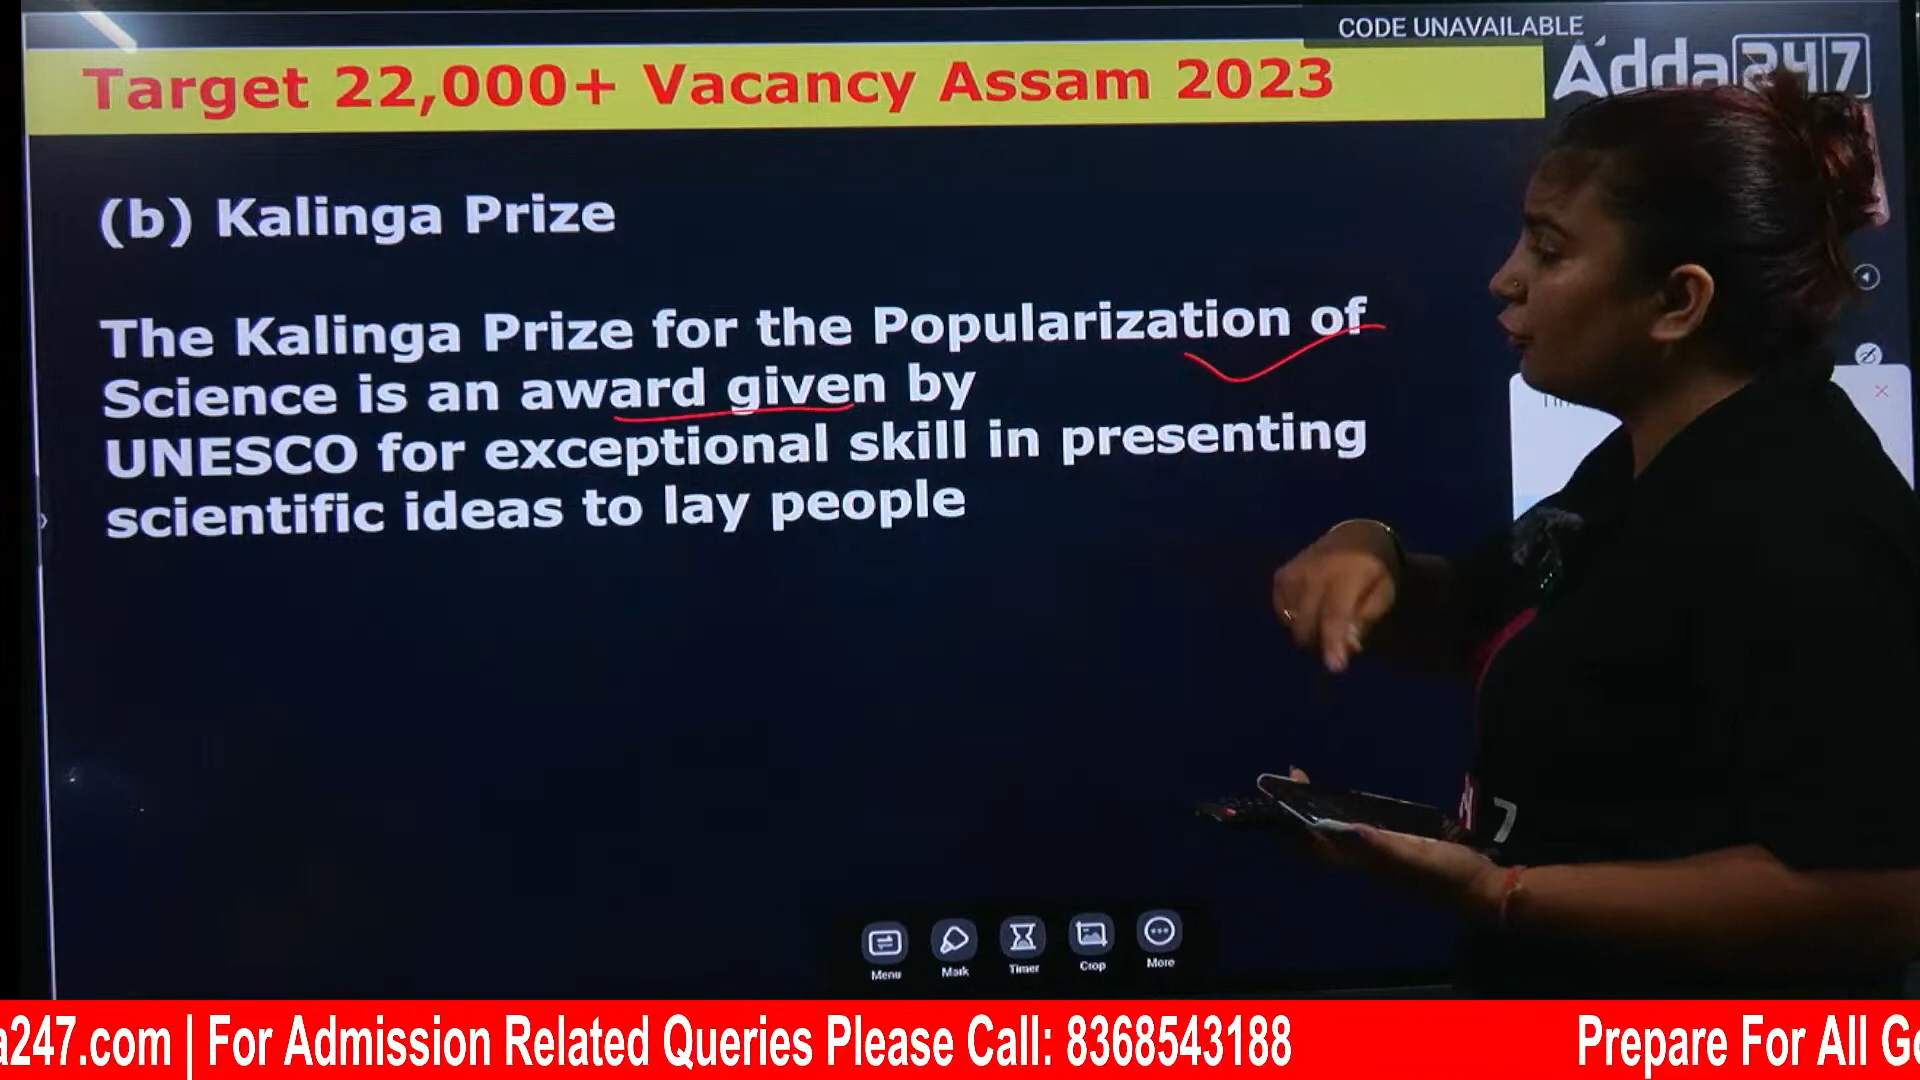 CODE UNAVAILABLE
Target 22,000+ Vacancy Assam 2023
Adda247
(b) Kalinga Prize
The Kalinga Prize for the Popularization of
Science is an award given by
UNESCO for exceptional skill in presenting
scientific ideas to lay people
7
Menu
Mark
Timer
Crop
More
a247.com | For Admission Related Queries Please Call: 8368543188
Prepare For All Go